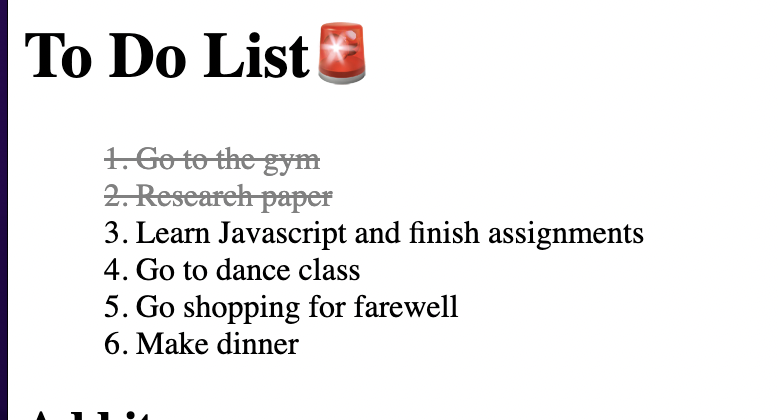 To Do List🚨
1. Go to the gym
2. Research paper
3. Learn Javascript and finish assignments
4. Go to dance class
5. Go shopping for farewell
6. Make dinner